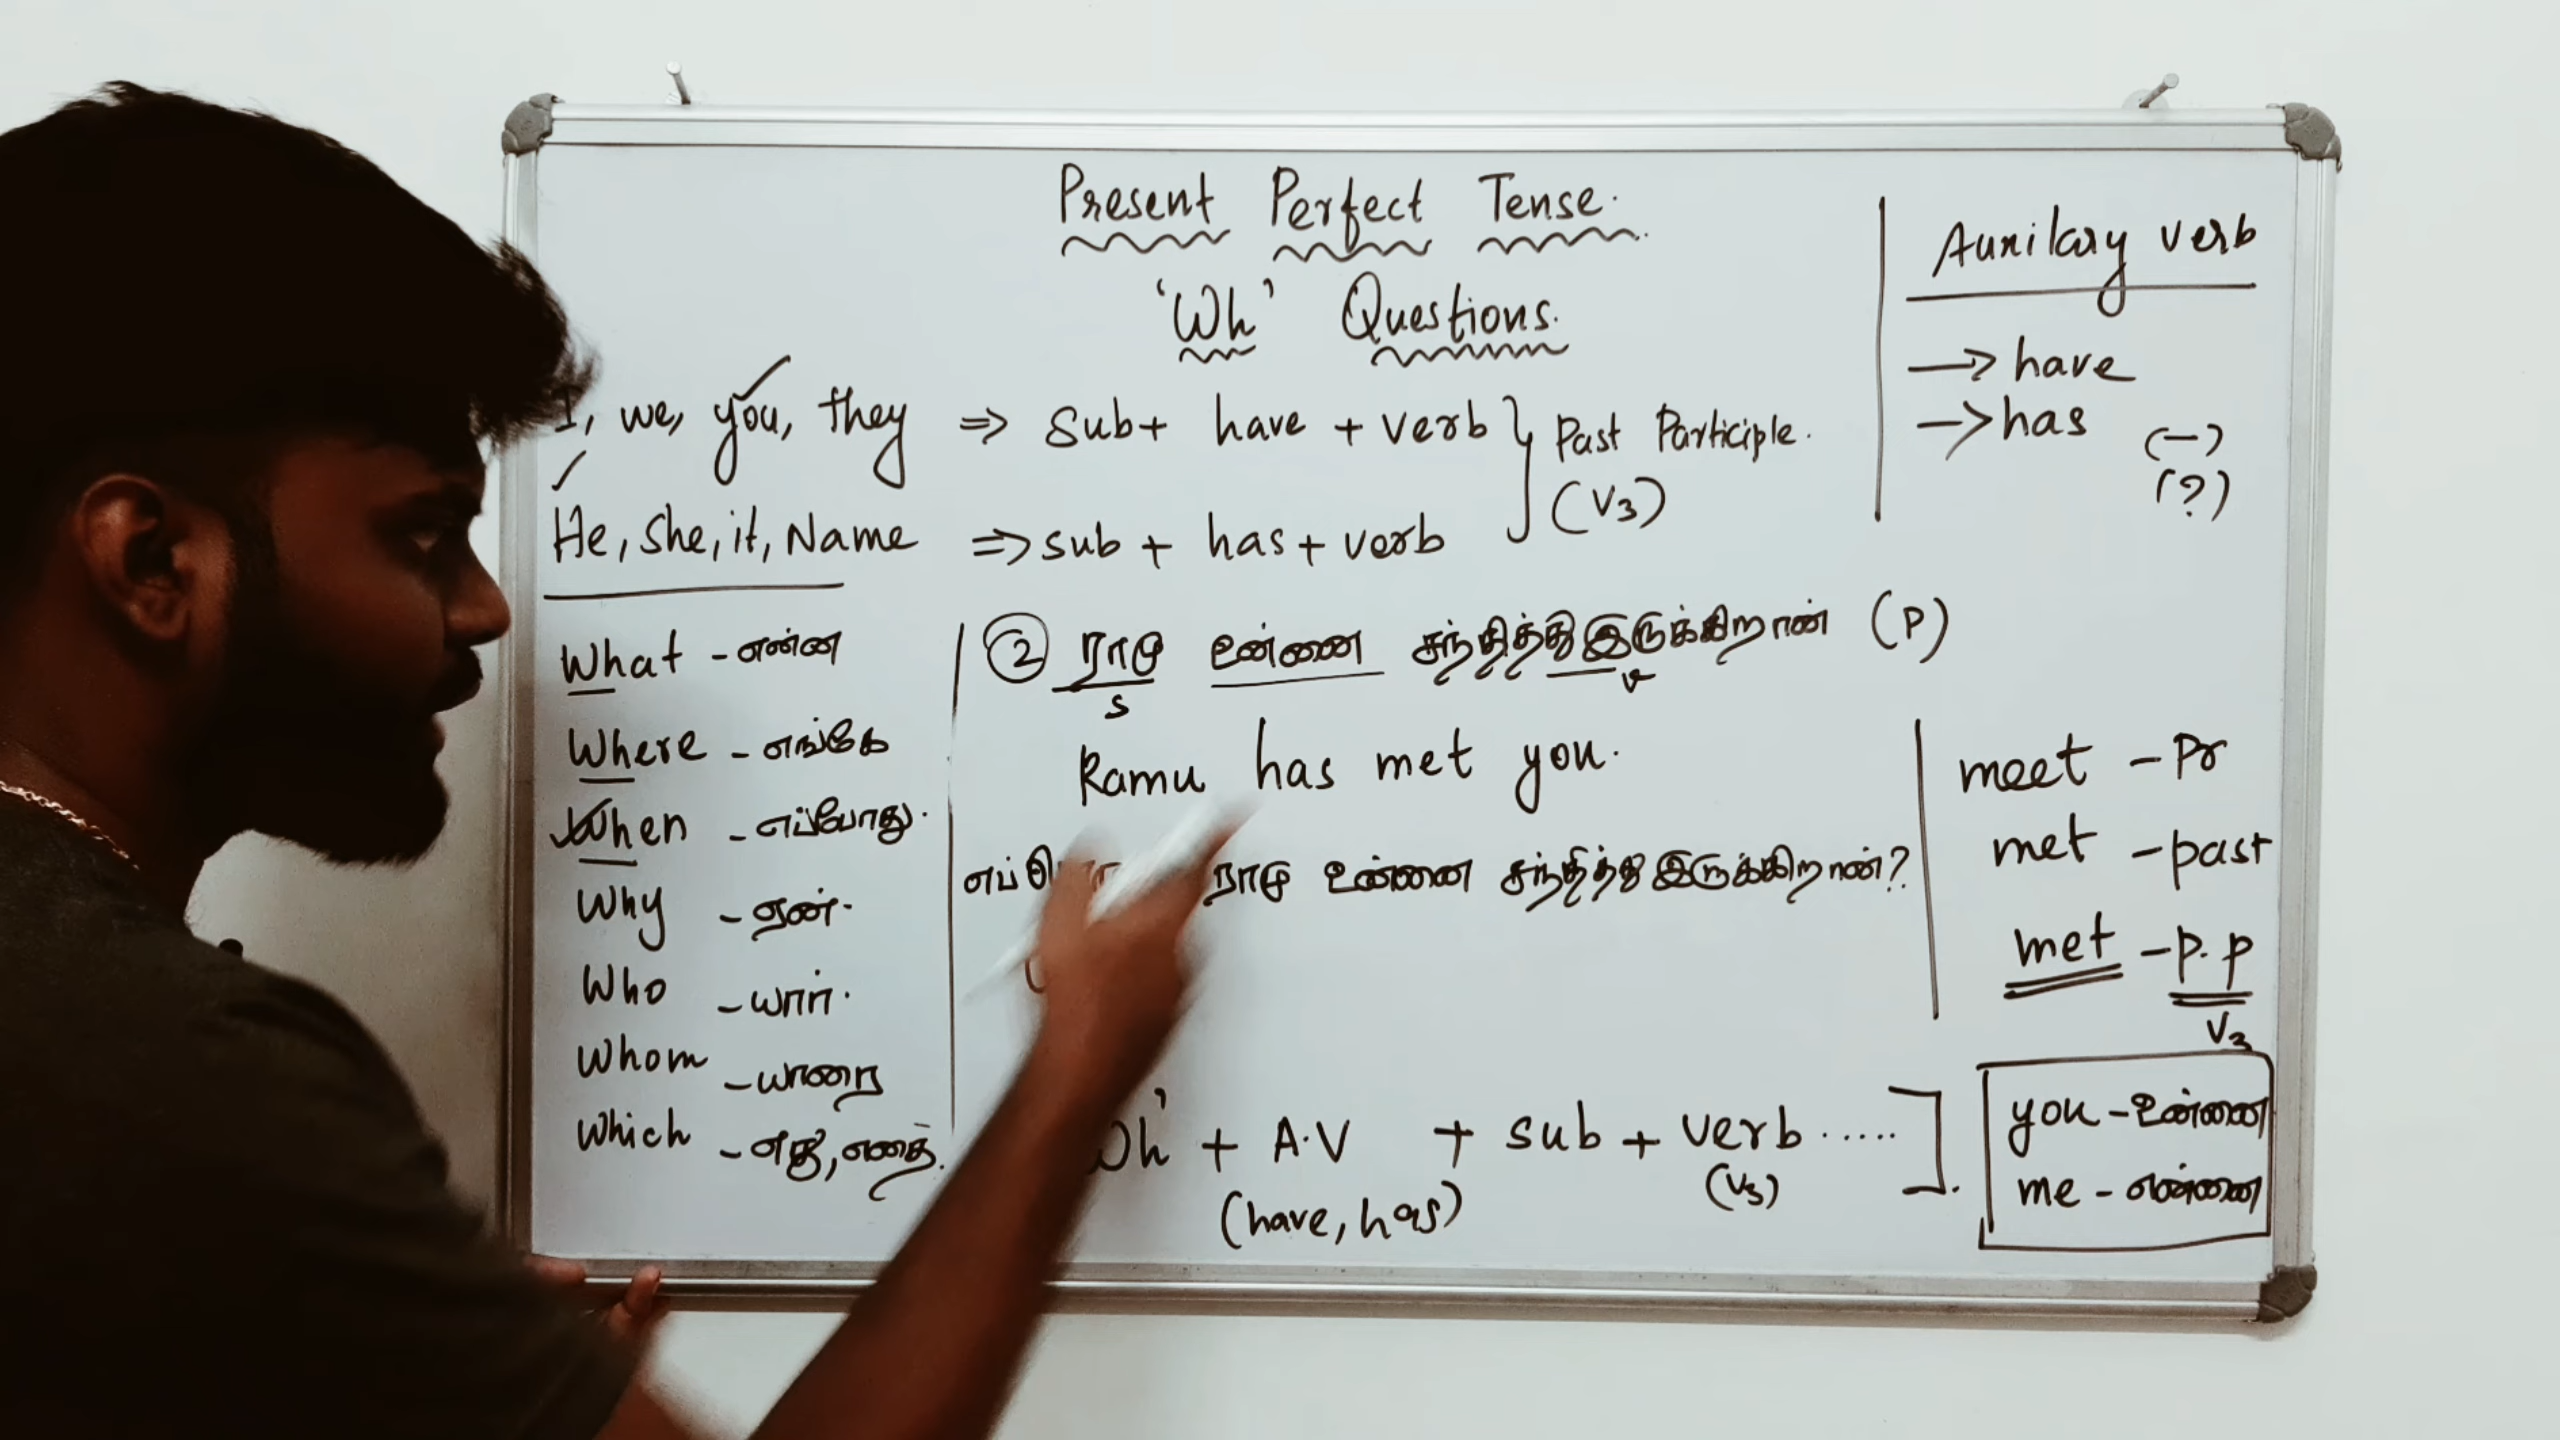 Present Perfect Tense.
'Wh' Questions.
Auxilary verb
→ have
→ has
(-)
(?)
I, we, you, they ⇒ Sub + have + verb } Past Participle.
(V3)
He, She, it, Name ⇒ sub + has + verb
What - என்ன
Where - எங்கே
When - எப்போது.
Why - ஏன்.
Who - யார்.
Whom - யாரை
Which - எது, எதை.
② ராமு உன்னை சந்தித்து இருக்கிறான் (P)
S v
Ramu has met you.
ராமு உன்னை சந்தித்து இருக்கிறான்?
meet - Pr
met - past
met - p.p
V3
Wh' + A.V + sub + verb ..... ].
(have, has) (V3)
you - உன்னை
me - என்னை